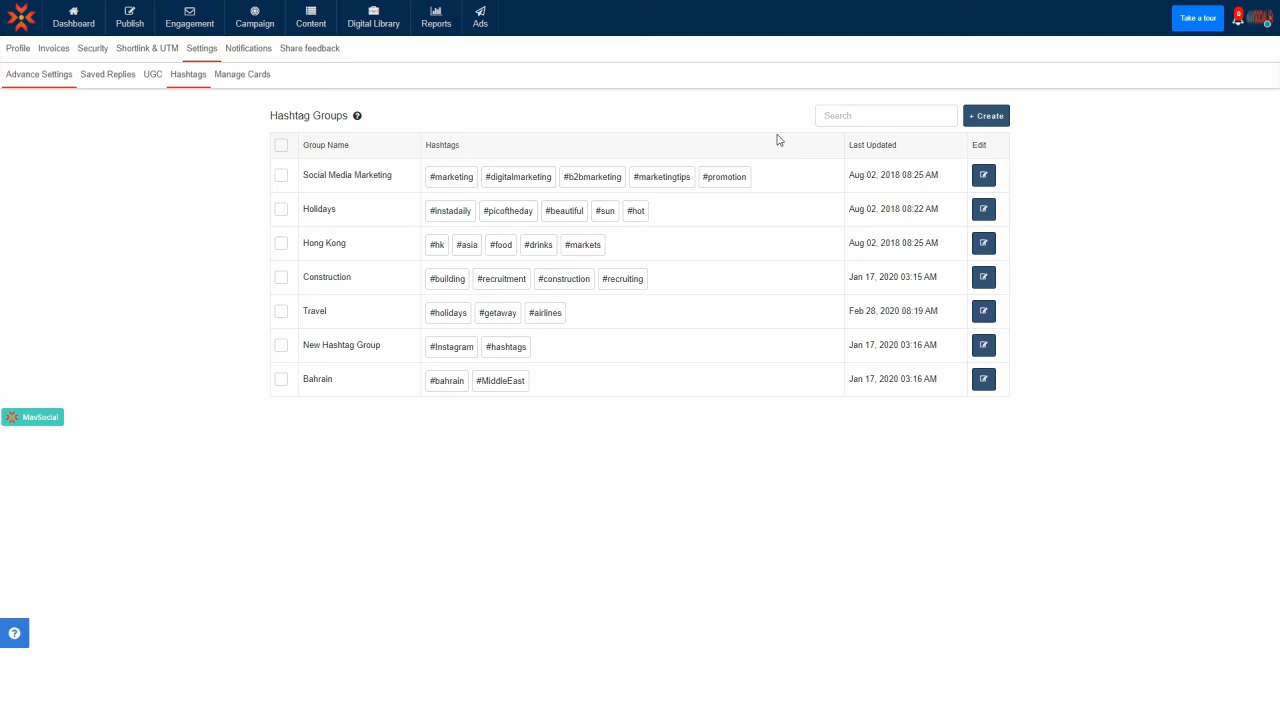 Dashboard Publish Engagement Campaign Content Digital Library Reports Ads Take a tour 0
Profile Invoices Security Shortlink & UTM Settings Notifications Share feedback
Advance Settings Saved Replies UGC Hashtags Manage Cards
Hashtag Groups ? Search + Create
Group Name Hashtags Last Updated Edit
Social Media Marketing #marketing #digitalmarketing #b2bmarketing #marketingtips #promotion Aug 02, 2018 08:25 AM
Holidays #instadaily #picoftheday #beautiful #sun #hot Aug 02, 2018 08:22 AM
Hong Kong #hk #asia #food #drinks #markets Aug 02, 2018 08:25 AM
Construction #building #recruitment #construction #recruiting Jan 17, 2020 03:15 AM
Travel #holidays #getaway #airlines Feb 28, 2020 08:19 AM
New Hashtag Group #Instagram #hashtags Jan 17, 2020 03:16 AM
Bahrain #bahrain #MiddleEast Jan 17, 2020 03:16 AM
MavSocial
?